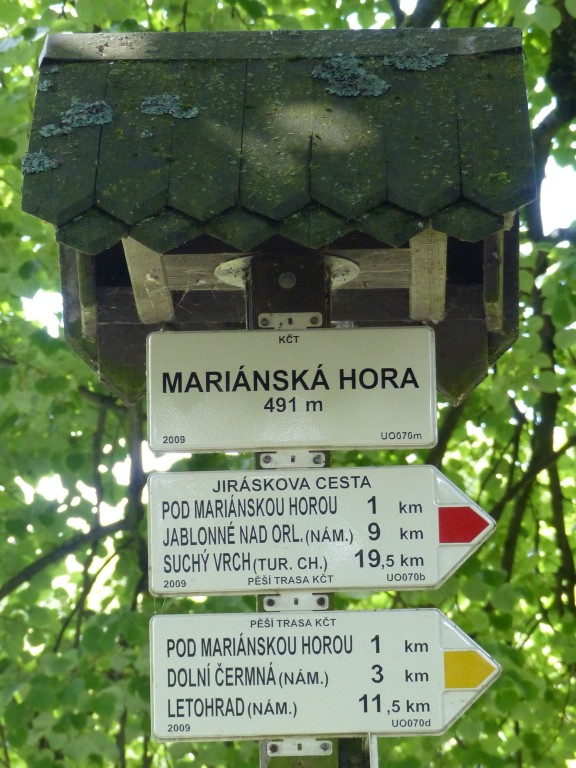 KČT
MARIÁNSKÁ HORA
491 m
2009 UO070m
JIRÁSKOVA CESTA
POD MARIÁNSKOU HOROU 1 km
JABLONNÉ NAD ORL. (NÁM.) 9 km
SUCHÝ VRCH (TUR. CH.) 19,5 km
2009 PĚŠÍ TRASA KČT UO070b
PĚŠÍ TRASA KČT
POD MARIÁNSKOU HOROU 1 km
DOLNÍ ČERMNÁ (NÁM.) 3 km
LETOHRAD (NÁM.) 11,5 km
2009 UO070d